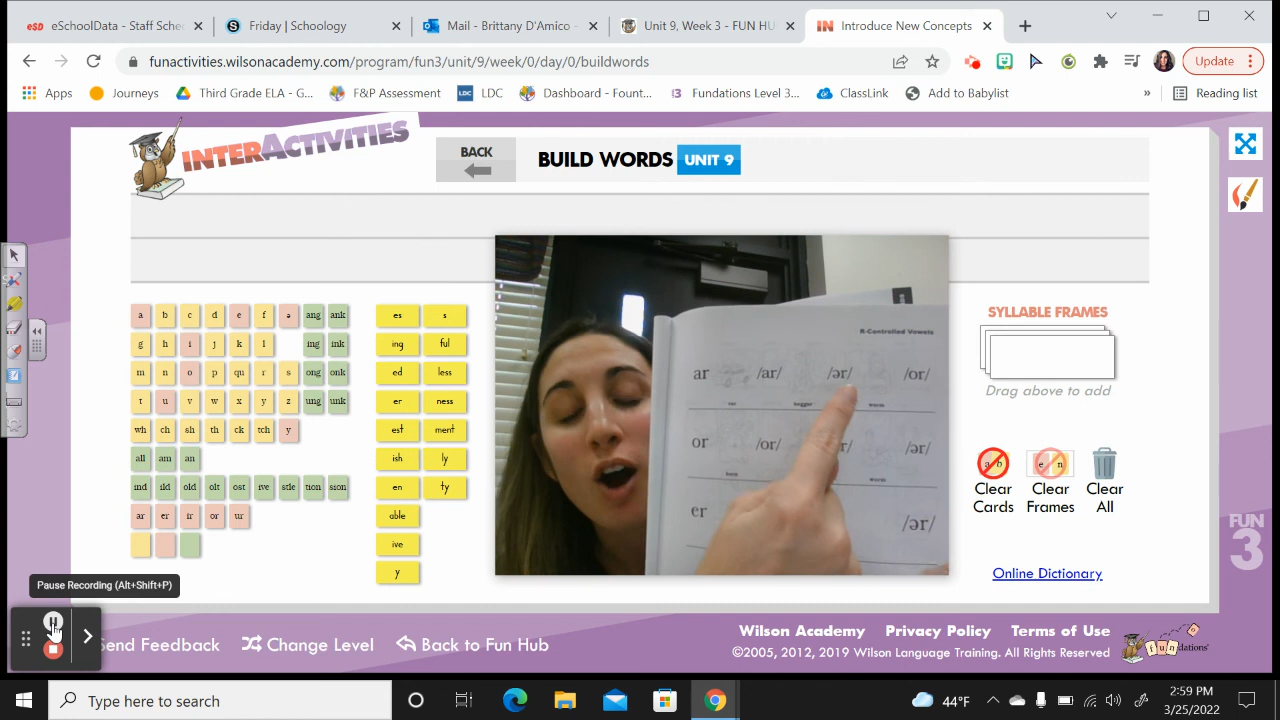 eSD eSchoolData - Staff Sche
Friday | Schoology
Mail - Brittany D'Amico -
Unit 9, Week 3 - FUN HU
IN Introduce New Concepts
funactivities.wilsonacademy.com/program/fun3/unit/9/week/0/day/0/buildwords
Update
Apps
Journeys
Third Grade ELA - G...
F&P Assessment
LDC LDC
Dashboard - Fount...
Fundations Level 3...
ClassLink
Add to Babylist
»
Reading list
INTERACTIVITIES
BACK
BUILD WORDS UNIT 9
a b c d e f ə ang ank
g h i j k l ing ink
m n o p qu r s ong onk
t u v w x y z ung unk
wh ch sh th ck tch y
all am an
ind ild old olt ost ive stle tion sion
ar er ir or ur
es s
ing ful
ed less
er ness
est ment
ish ly
en ty
able
ive
y
R-Controlled Vowels
ar /ar/ /ər/ /or/
or /or/ /ər/
er /ər/
SYLLABLE FRAMES
Drag above to add
a b
e n
Clear Cards
Clear Frames
Clear All
Online Dictionary
FUN
3
Pause Recording (Alt+Shift+P)
Send Feedback
Change Level
Back to Fun Hub
Wilson Academy Privacy Policy Terms of Use
©2005, 2012, 2019 Wilson Language Training. All Rights Reserved
fundations
Type here to search
44°F
2:59 PM
3/25/2022